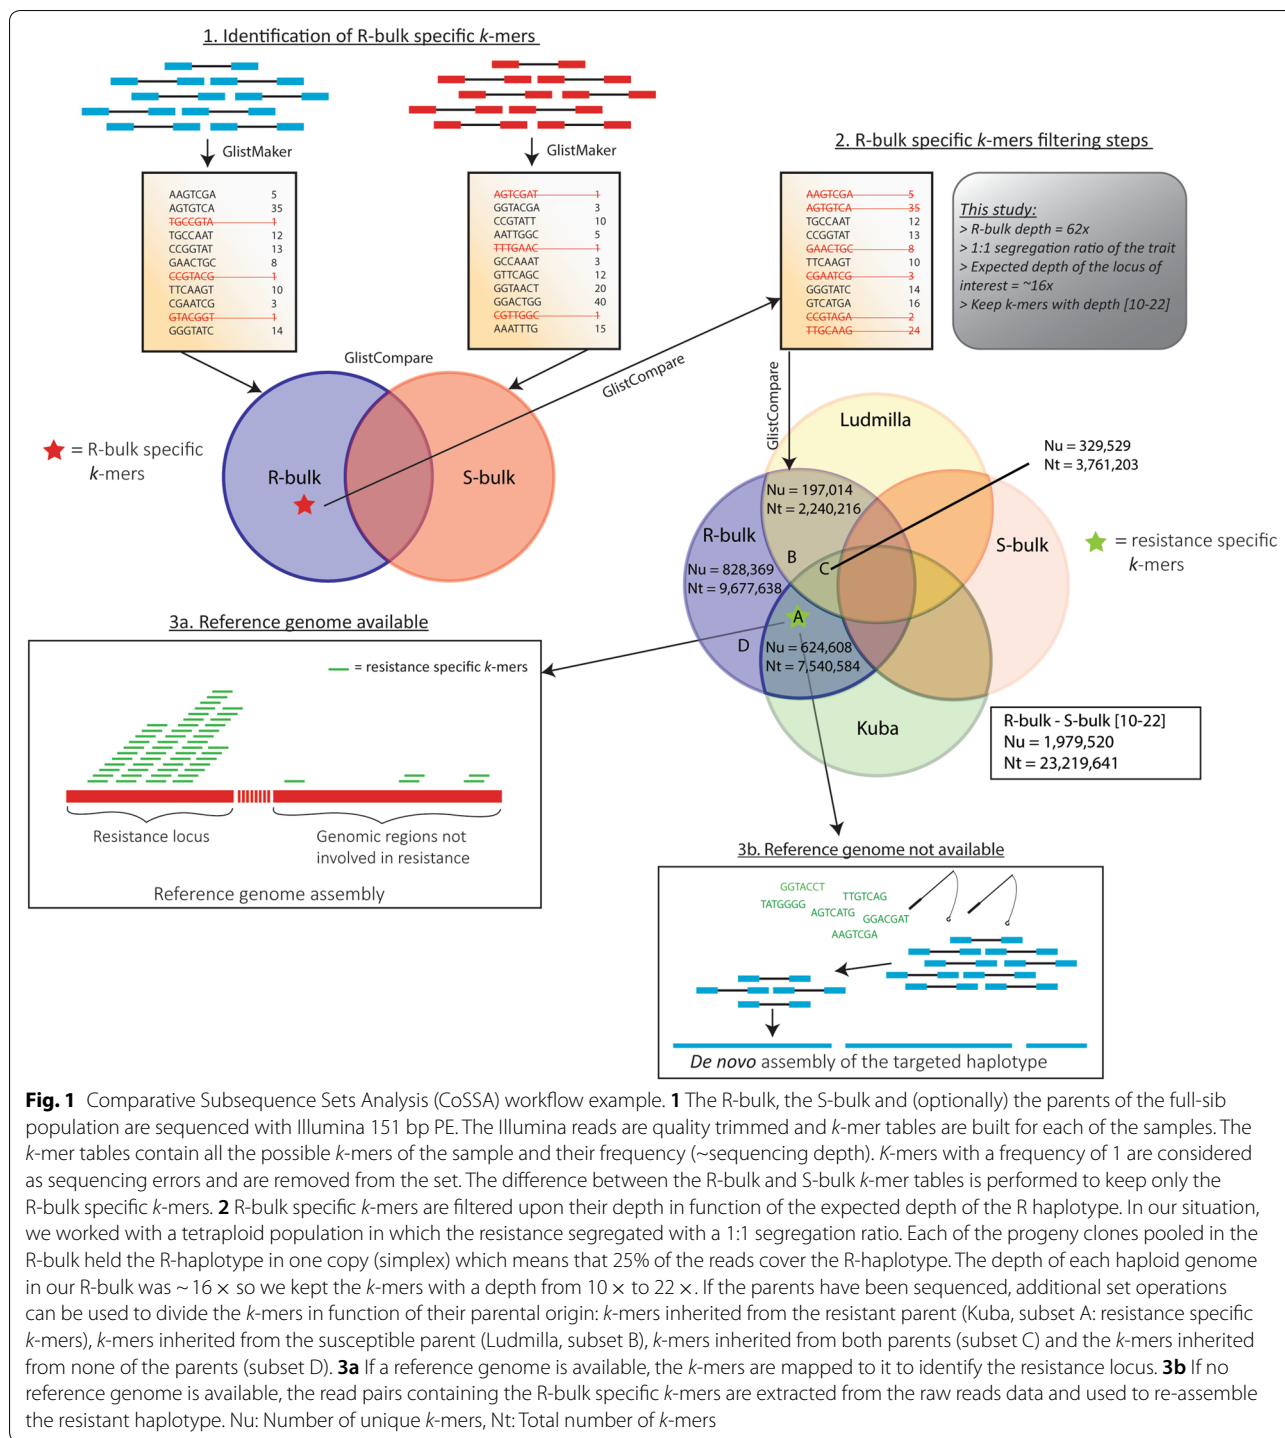 1. Identification of R-bulk specific k-mers
GlistMaker
GlistMaker
AAGTCGA 5
AGTGTCA 35
TGCCGTA 1
TGCCAAT 12
CCGGTAT 13
GAACTGC 8
CCGTACG 1
TTCAAGT 10
CGAATCG 3
GTACGGT 1
GGGTATC 14
AGTCGAT 1
GGTACGA 3
CCGTATT 10
AATTGGC 5
TTTGAAC 1
GCCAAAT 3
GTTCAGC 12
GGTAACT 20
GGACTGG 40
CGTTGGC 1
AAATTTG 15
GlistCompare
R-bulk
S-bulk
= R-bulk specific
k-mers
GlistCompare
2. R-bulk specific k-mers filtering steps
AAGTCGA 5
AGTGTCA 35
TGCCAAT 12
CCGGTAT 13
GAACTGC 8
TTCAAGT 10
CGAATCG 3
GGGTATC 14
GTCATGA 16
CCGTAGA 2
TTGCAAG 24
This study:
> R-bulk depth = 62x
> 1:1 segregation ratio of the trait
> Expected depth of the locus of
interest = ~16x
> Keep k-mers with depth [10-22]
GlistCompare
Ludmilla
Nu = 329,529
Nt = 3,761,203
Nu = 197,014
Nt = 2,240,216
R-bulk
S-bulk
B
C
Nu = 828,369
Nt = 9,677,638
A
D
Nu = 624,608
Nt = 7,540,584
Kuba
= resistance specific
k-mers
R-bulk - S-bulk [10-22]
Nu = 1,979,520
Nt = 23,219,641
3a. Reference genome available
= resistance specific k-mers
Resistance locus
Genomic regions not
involved in resistance
Reference genome assembly
3b. Reference genome not available
GGTACCT
TTGTCAG
TATGGGG
AGTCATG
GGACGAT
AAGTCGA
De novo assembly of the targeted haplotype
Fig. 1 Comparative Subsequence Sets Analysis (CoSSA) workflow example. 1 The R-bulk, the S-bulk and (optionally) the parents of the full-sib
population are sequenced with Illumina 151 bp PE. The Illumina reads are quality trimmed and k-mer tables are built for each of the samples. The
k-mer tables contain all the possible k-mers of the sample and their frequency (~sequencing depth). K-mers with a frequency of 1 are considered
as sequencing errors and are removed from the set. The difference between the R-bulk and S-bulk k-mer tables is performed to keep only the
R-bulk specific k-mers. 2 R-bulk specific k-mers are filtered upon their depth in function of the expected depth of the R haplotype. In our situation,
we worked with a tetraploid population in which the resistance segregated with a 1:1 segregation ratio. Each of the progeny clones pooled in the
R-bulk held the R-haplotype in one copy (simplex) which means that 25% of the reads cover the R-haplotype. The depth of each haploid genome
in our R-bulk was ~ 16 × so we kept the k-mers with a depth from 10 × to 22 ×. If the parents have been sequenced, additional set operations
can be used to divide the k-mers in function of their parental origin: k-mers inherited from the resistant parent (Kuba, subset A: resistance specific
k-mers), k-mers inherited from the susceptible parent (Ludmilla, subset B), k-mers inherited from both parents (subset C) and the k-mers inherited
from none of the parents (subset D). 3a If a reference genome is available, the k-mers are mapped to it to identify the resistance locus. 3b If no
reference genome is available, the read pairs containing the R-bulk specific k-mers are extracted from the raw reads data and used to re-assemble
the resistant haplotype. Nu: Number of unique k-mers, Nt: Total number of k-mers